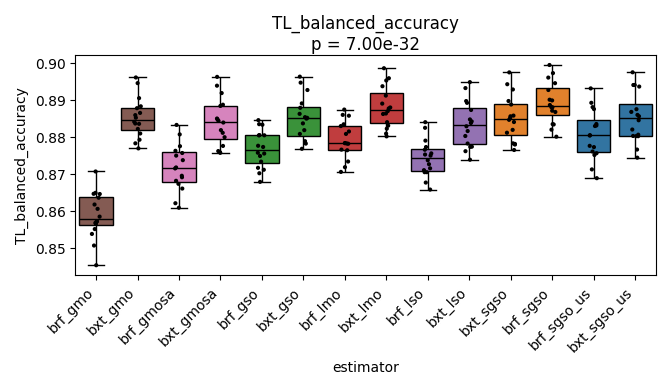 TL_balanced_accuracy
p = 7.00e-32
TL_balanced_accuracy
0.90
0.89
0.88
0.87
0.86
0.85
brf_gmo
bxt_gmo
brf_gmosa
bxt_gmosa
brf_gso
bxt_gso
brf_lmo
bxt_lmo
brf_lso
bxt_lso
bxt_sgso
brf_sgso
brf_sgso_us
bxt_sgso_us
estimator